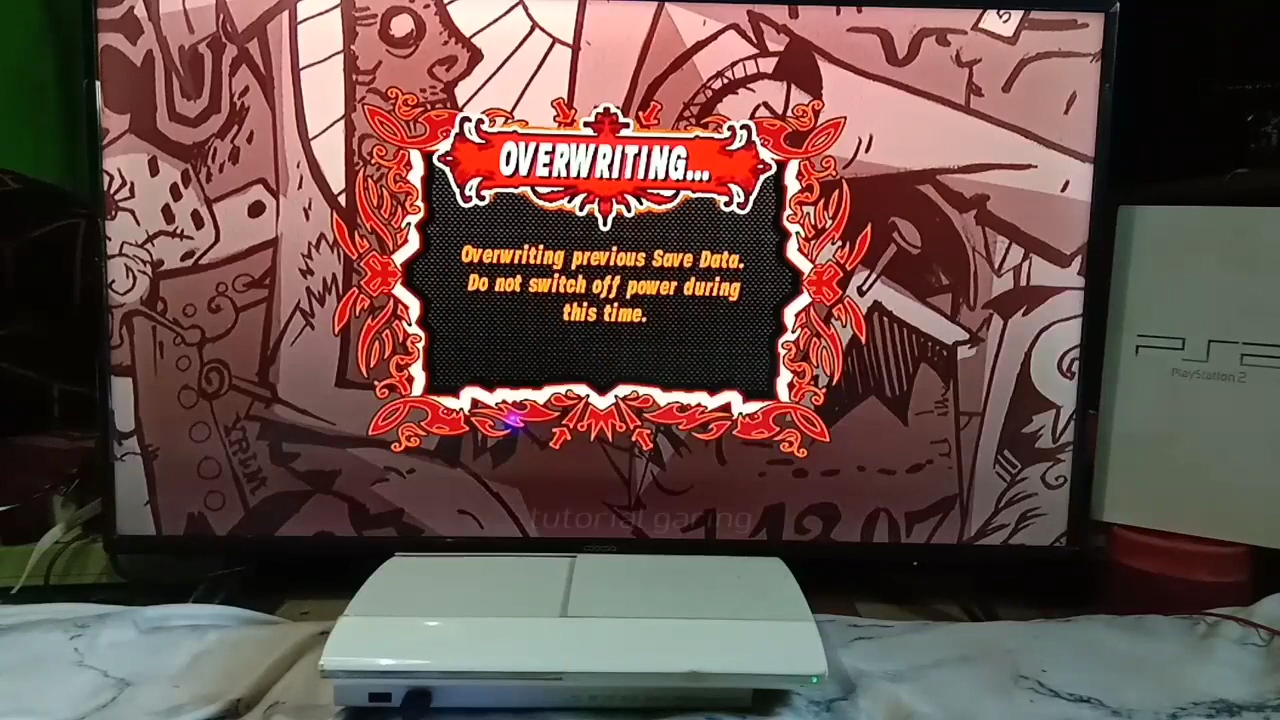 OVERWRITING...
Overwriting previous Save Data.
Do not switch off power during
this time.
tutorial gaming
PS2
PlayStation 2